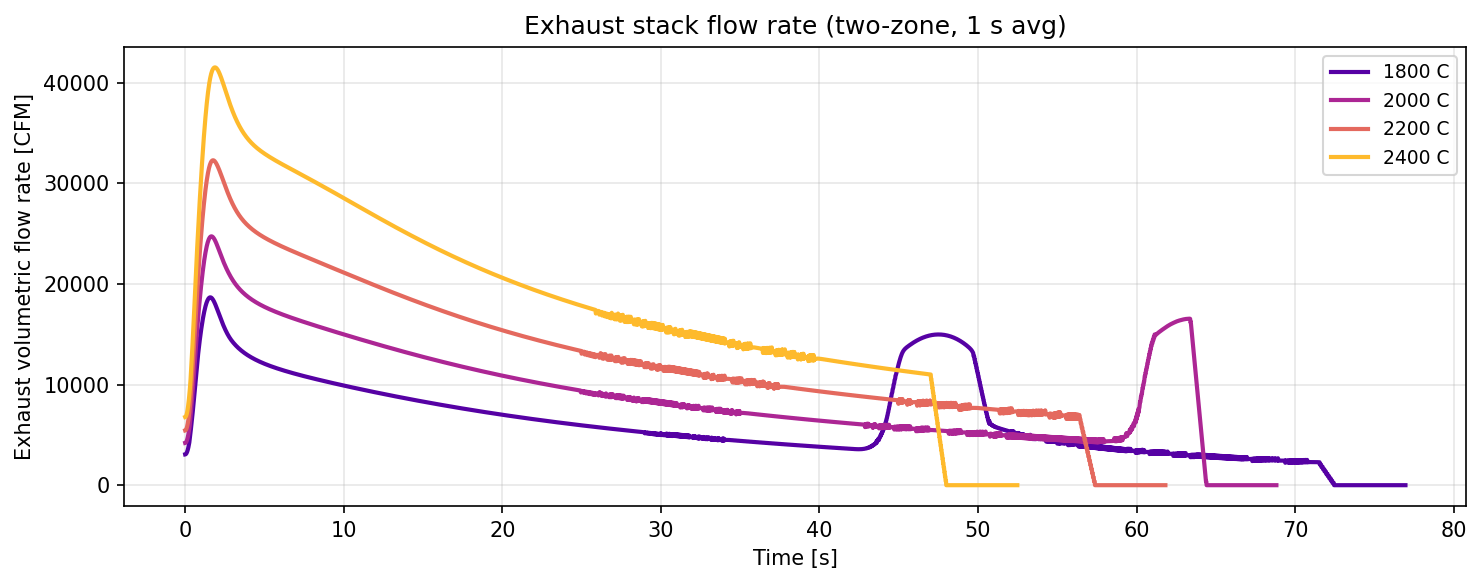 Exhaust stack flow rate (two-zone, 1 s avg)
Exhaust volumetric flow rate [CFM]
40000
30000
20000
10000
0
1800 C
2000 C
2200 C
2400 C
0 10 20 30 40 50 60 70 80
Time [s]